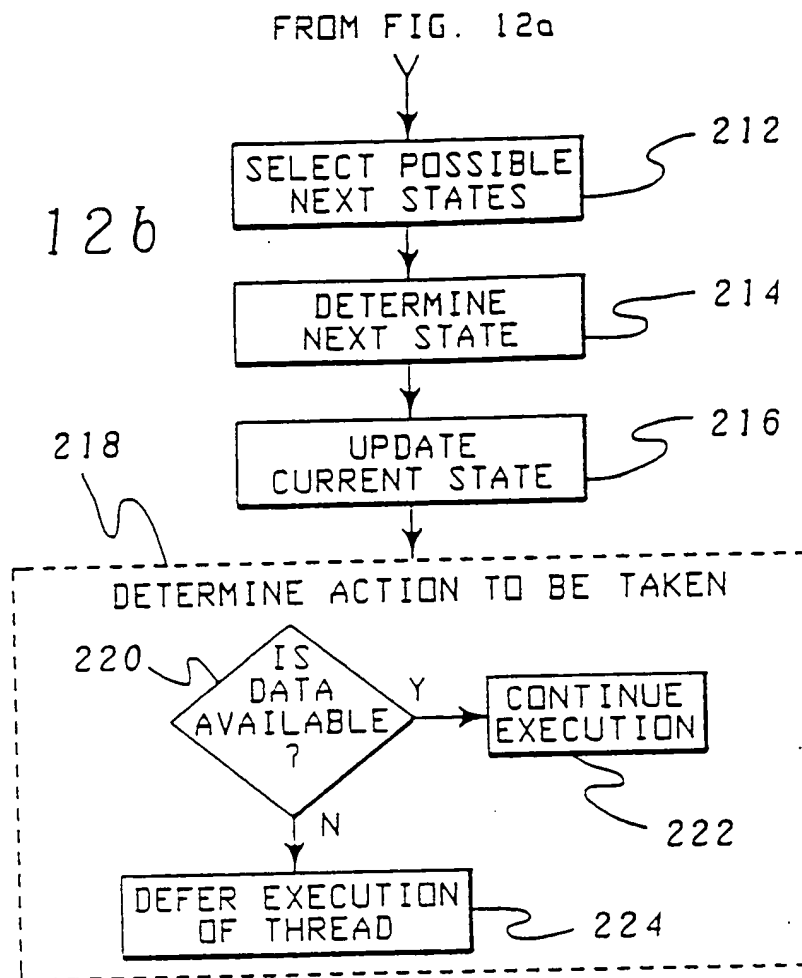 FROM FIG. 12a
212
SELECT POSSIBLE
NEXT STATES
12b
214
DETERMINE
NEXT STATE
216
UPDATE
CURRENT STATE
218
DETERMINE ACTION TO BE TAKEN
220
IS
DATA
AVAILABLE
?
Y
CONTINUE
EXECUTION
N
222
DEFER EXECUTION
OF THREAD
224